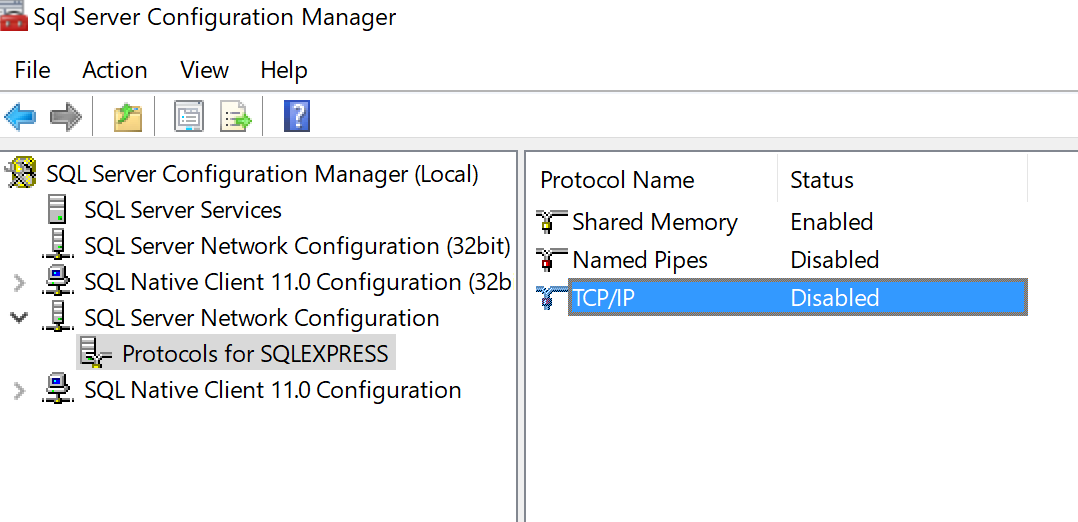 Sql Server Configuration Manager
File Action View Help
?
SQL Server Configuration Manager (Local)
SQL Server Services
SQL Server Network Configuration (32bit)
SQL Native Client 11.0 Configuration (32b
SQL Server Network Configuration
Protocols for SQLEXPRESS
SQL Native Client 11.0 Configuration
Protocol Name Status
Shared Memory Enabled
Named Pipes Disabled
TCP/IP Disabled